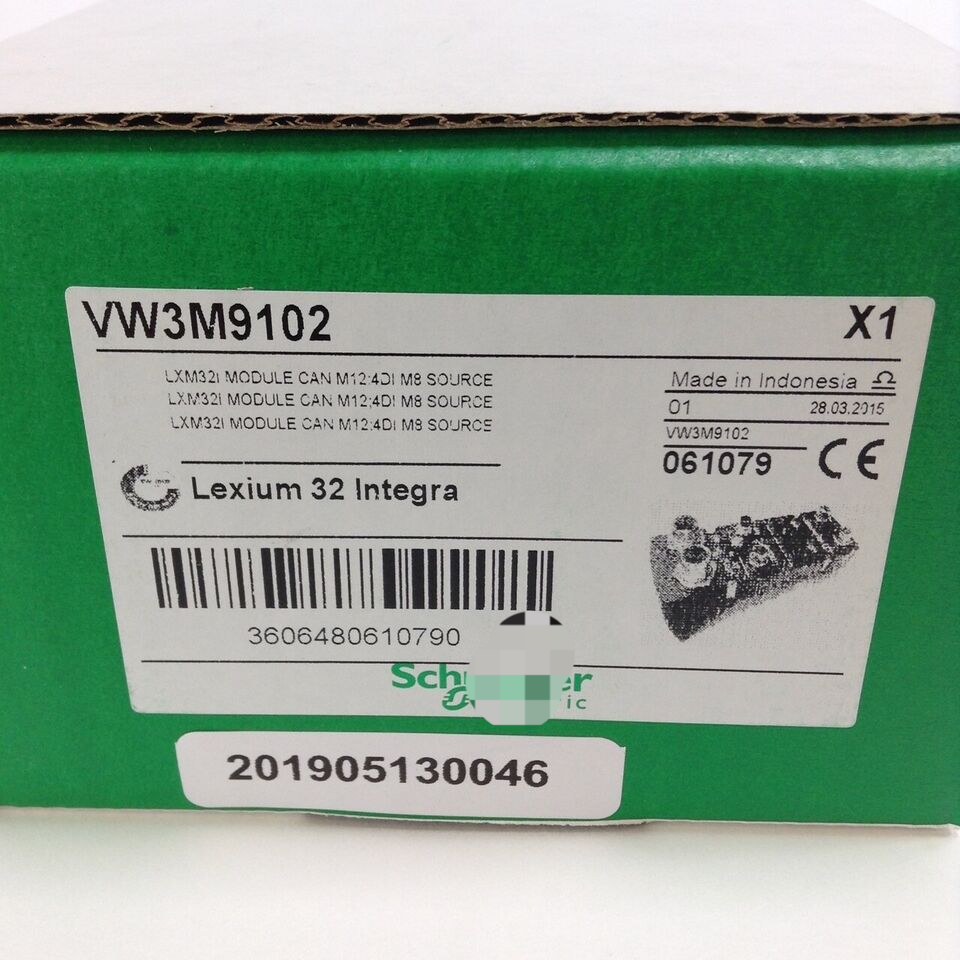 VW3M9102
X1
LXM32I MODULE CAN M12;4DI M8 SOURCE
LXM32I MODULE CAN M12;4DI M8 SOURCE
LXM32I MODULE CAN M12;4DI M8 SOURCE
Made in Indonesia
01 28.03.2015
VW3M9102
061079 CE
Lexium 32 Integra
3606480610790
201905130046